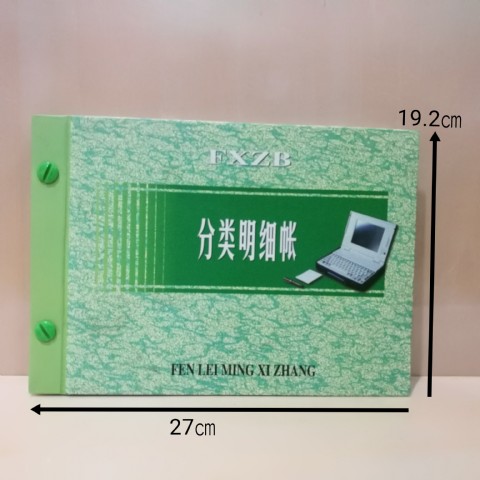 19.2cm
FXZB
分类明细帐
FEN LEI MING XI ZHANG
27cm